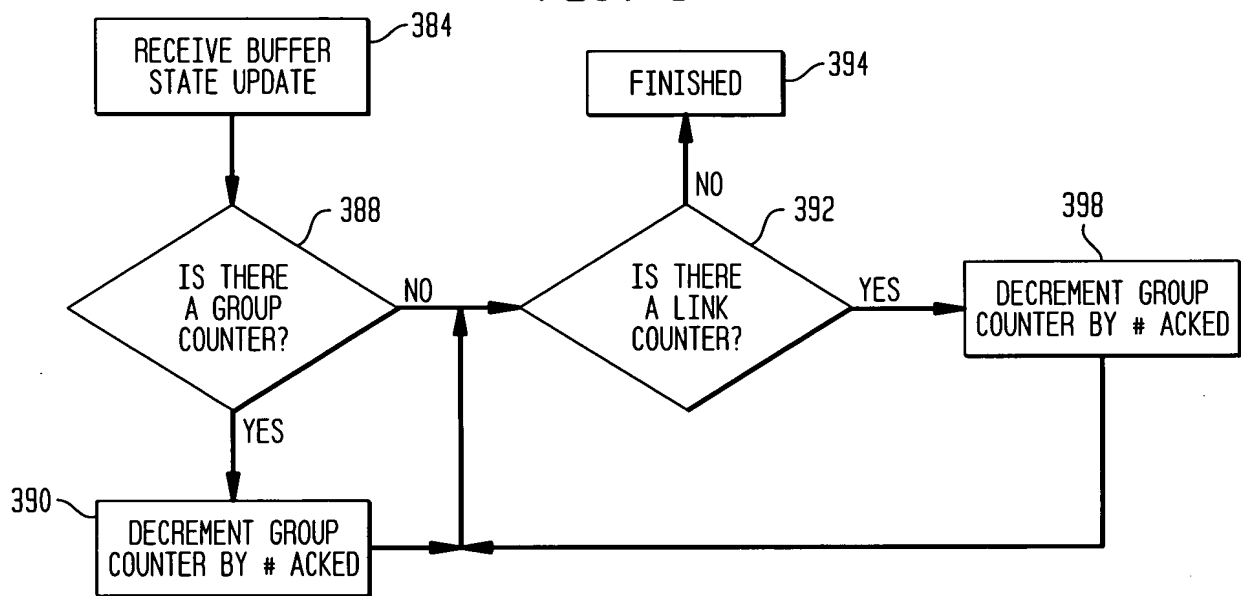 RECEIVE BUFFER
STATE UPDATE
384
FINISHED
394
NO
IS THERE
A GROUP
COUNTER?
388
NO
IS THERE
A LINK
COUNTER?
392
YES
398
DECREMENT GROUP
COUNTER BY # ACKED
YES
390
DECREMENT GROUP
COUNTER BY # ACKED